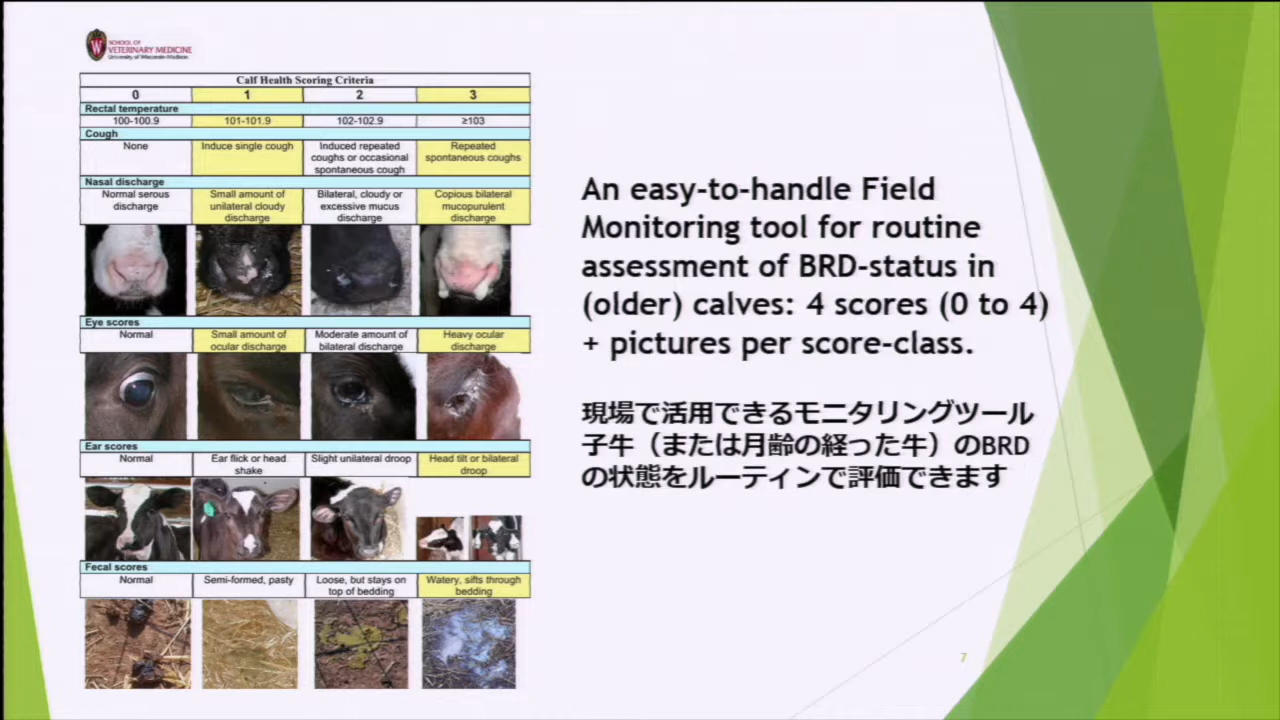 SCHOOL OF
VETERINARY MEDICINE
University of Wisconsin-Madison
Calf Health Scoring Criteria
0 1 2 3
Rectal temperature
100-100.9 101-101.9 102-102.9 ≥103
Cough
None
Induce single cough
Induced repeated
coughs or occasional
spontaneous cough
Repeated
spontaneous coughs
Nasal discharge
Normal serous
discharge
Small amount of
unilateral cloudy
discharge
Bilateral, cloudy or
excessive mucus
discharge
Copious bilateral
mucopurulent
discharge
Eye scores
Normal
Small amount of
ocular discharge
Moderate amount of
bilateral discharge
Heavy ocular
discharge
Ear scores
Normal
Ear flick or head
shake
Slight unilateral droop
Head tilt or bilateral
droop
Fecal scores
Normal
Semi-formed, pasty
Loose, but stays on
top of bedding
Watery, sifts through
bedding
An easy-to-handle Field
Monitoring tool for routine
assessment of BRD-status in
(older) calves: 4 scores (0 to 4)
+ pictures per score-class.
現場で活用できるモニタリングツール
子牛（または月齢の経った牛）のBRD
の状態をルーティンで評価できます
7